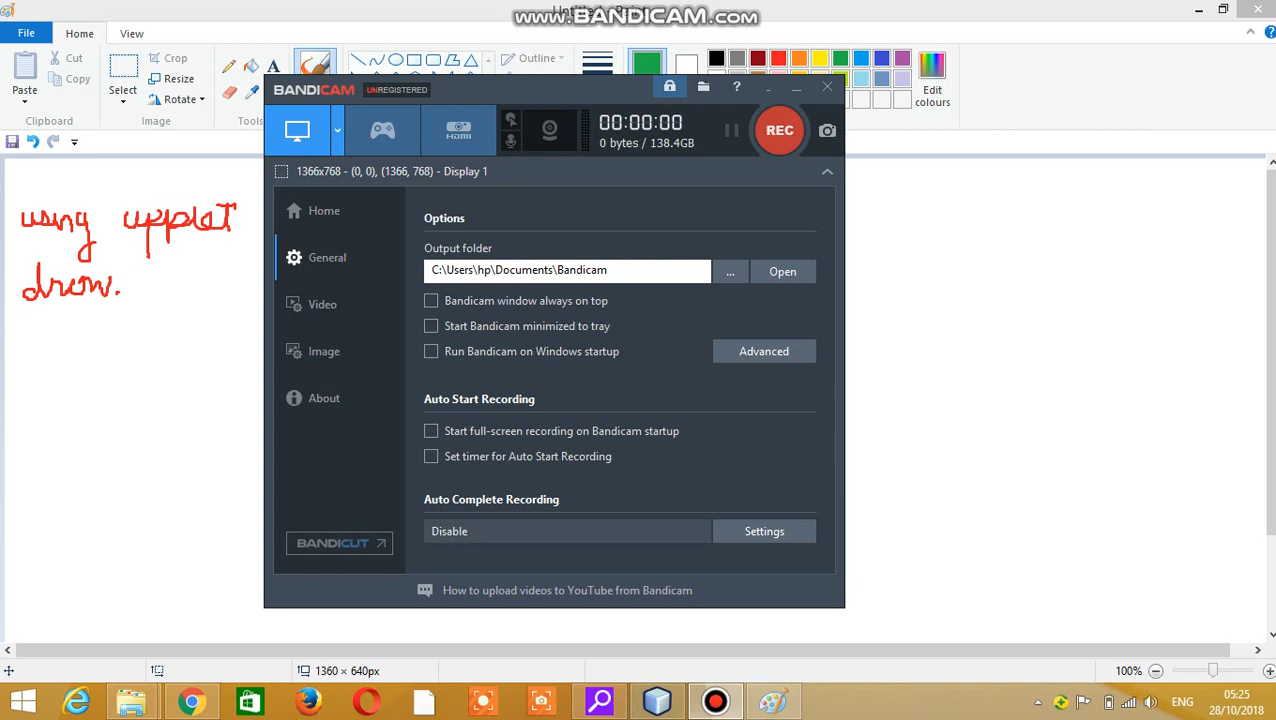 www.BANDICAM.com
File
Home
View
Paste
Cut
Copy
Clipboard
Select
Crop
Resize
Rotate
Image
A
Tools
Outline
Edit
colours
BANDICAM
UNREGISTERED
?
HDMI
00:00:00
0 bytes / 138.4GB
REC
1366x768 - (0, 0), (1366, 768) - Display 1
using
drow.
Home
General
Video
Image
About
BANDICUT
Options
Output folder
C:\Users\hp\Documents\Bandicam
...
Open
Bandicam window always on top
Start Bandicam minimized to tray
Run Bandicam on Windows startup
Advanced
Auto Start Recording
Start full-screen recording on Bandicam startup
Set timer for Auto Start Recording
Auto Complete Recording
Disable
Settings
How to upload videos to YouTube from Bandicam
1360 × 640px
100%
ENG
05:25
28/10/2018